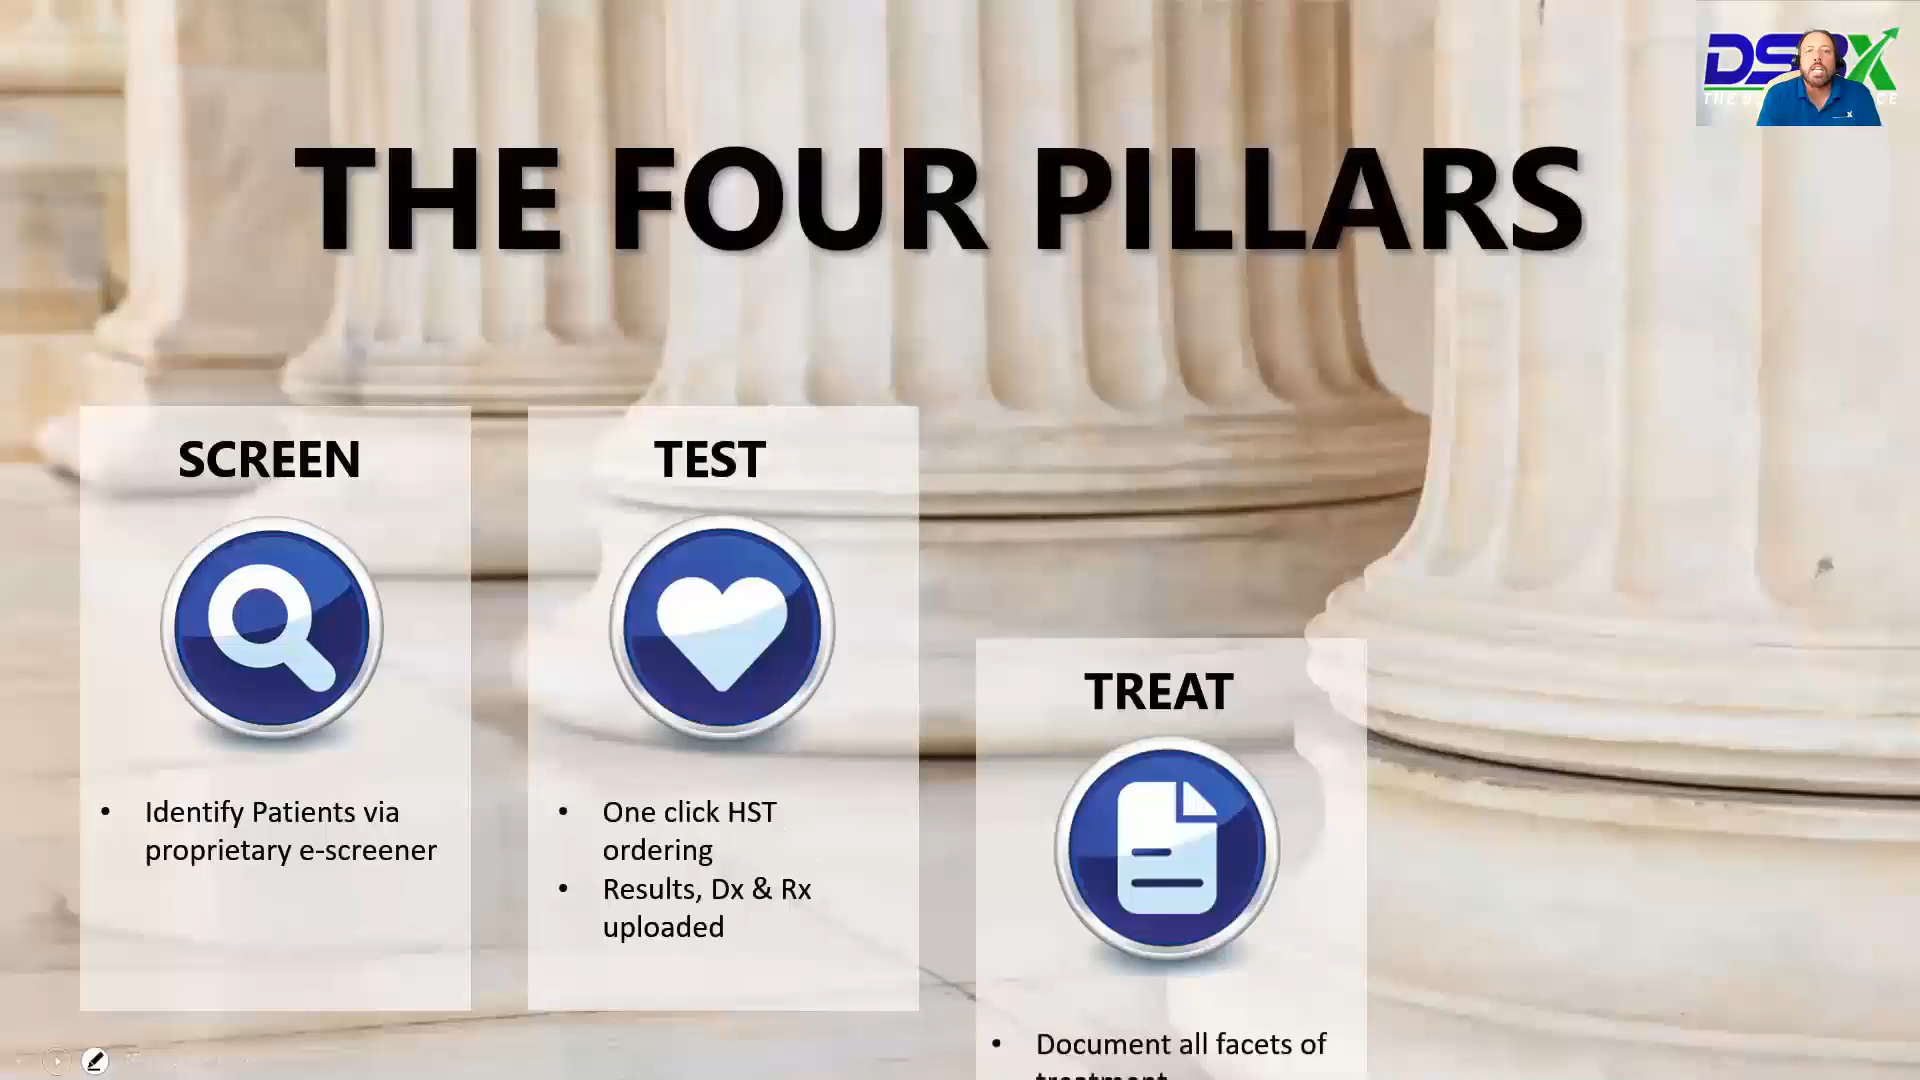 THE FOUR PILLARS
SCREEN
• Identify Patients via
proprietary e-screener
TEST
• One click HST
ordering
• Results, Dx & Rx
uploaded
TREAT
• Document all facets of
treatment